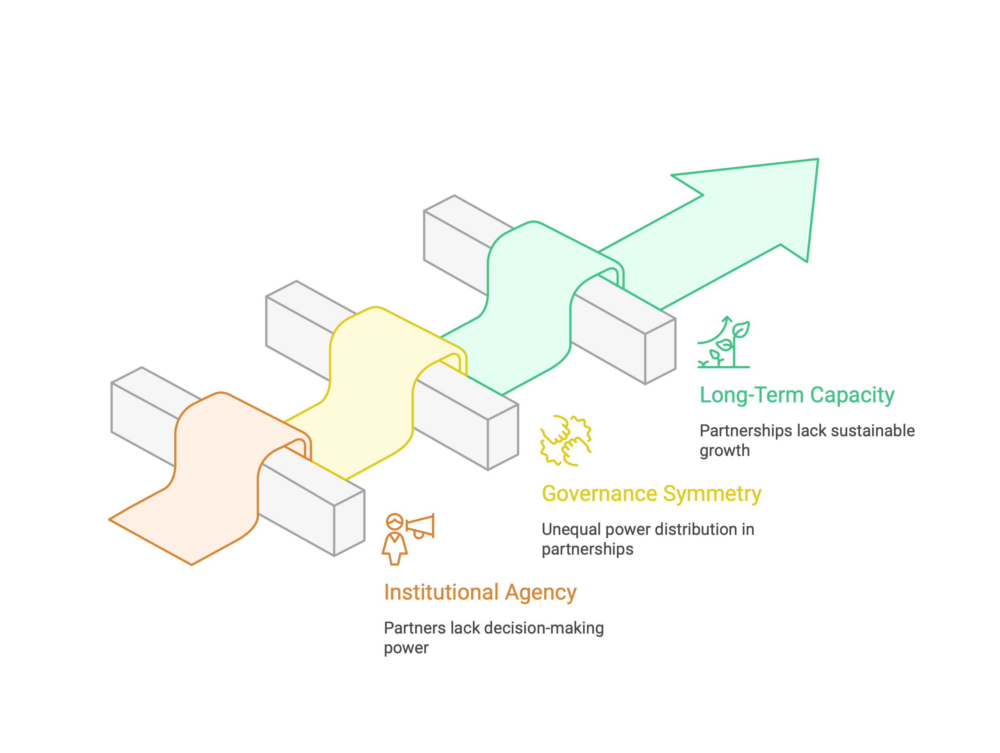 Long-Term Capacity
Partnerships lack sustainable
growth
Governance Symmetry
Unequal power distribution in
partnerships
Institutional Agency
Partners lack decision-making
power